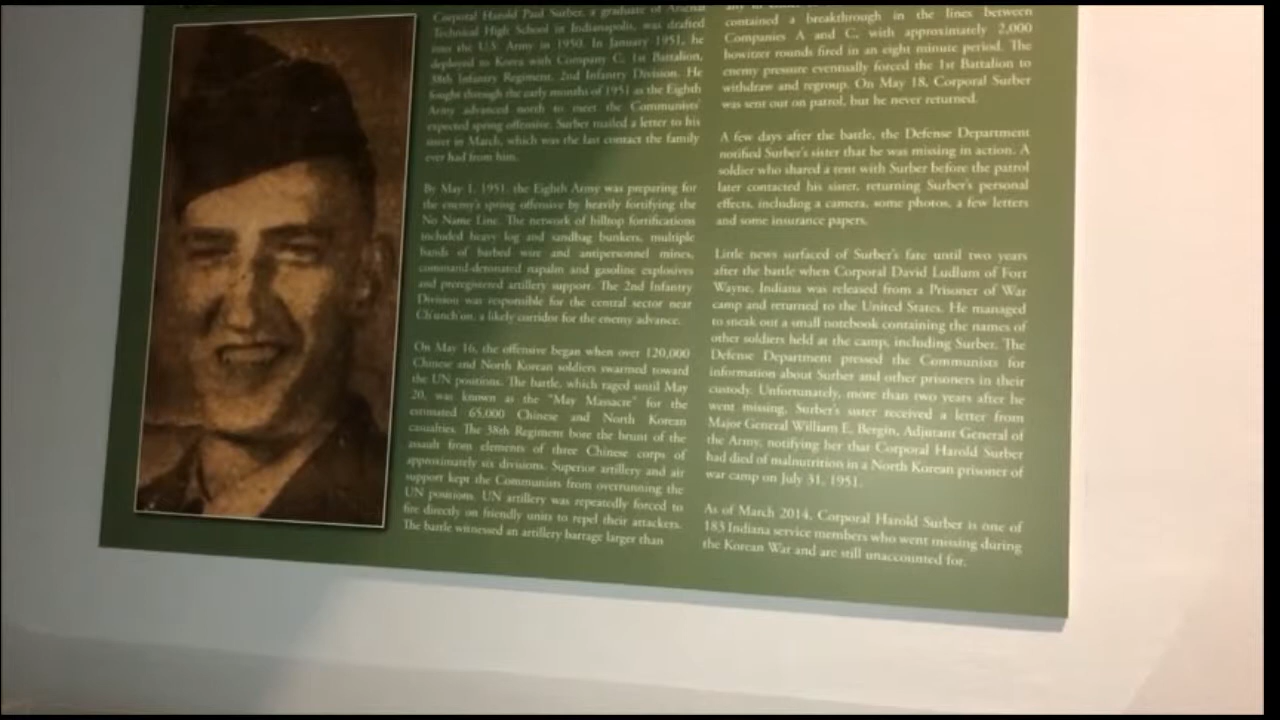 Corporal Harold Paul Surber, a graduate of Arsenal
Technical High School in Indianapolis, was drafted
into the U.S. Army in 1950. In January 1951, he
deployed to Korea with Company C, 1st Battalion,
38th Infantry Regiment, 2nd Infantry Division. He
fought through the early months of 1951 as the Eighth
Army advanced north to meet the Communists'
expected spring offensive. Surber mailed a letter to his
sister in March, which was the last contact the family
ever had from him.
By May 1, 1951, the Eighth Army was preparing for
the enemy's spring offensive by heavily fortifying the
No Name Line. The network of hilltop fortifications
included heavy log and sandbag bunkers, multiple
bands of barbed wire and antipersonnel mines,
command-detonated napalm and gasoline explosives
and preregistered artillery support. The 2nd Infantry
Division was responsible for the central sector near
Ch'unch'on, a likely corridor for the enemy advance.
On May 16, the offensive began when over 120,000
Chinese and North Korean soldiers swarmed toward
the UN positions. The battle, which raged until May
20, was known as the "May Massacre" for the
estimated 65,000 Chinese and North Korean
casualties. The 38th Regiment bore the brunt of the
assault from elements of three Chinese corps of
approximately six divisions. Superior artillery and air
support kept the Communists from overrunning the
UN positions. UN artillery was repeatedly forced to
fire directly on friendly units to repel their attackers.
The battle witnessed an artillery barrage larger than
any in
contained a breakthrough in the lines between
Companies A and C, with approximately 2,000
howitzer rounds fired in an eight minute period. The
enemy pressure eventually forced the 1st Battalion to
withdraw and regroup. On May 18, Corporal Surber
was sent out on patrol, but he never returned.
A few days after the battle, the Defense Department
notified Surber's sister that he was missing in action. A
soldier who shared a tent with Surber before the patrol
later contacted his sister, returning Surber's personal
effects, including a camera, some photos, a few letters
and some insurance papers.
Little news surfaced of Surber's fate until two years
after the battle when Corporal David Ludlum of Fort
Wayne, Indiana was released from a Prisoner of War
camp and returned to the United States. He managed
to sneak out a small notebook containing the names of
other soldiers held at the camp, including Surber. The
Defense Department pressed the Communists for
information about Surber and other prisoners in their
custody. Unfortunately, more than two years after he
went missing, Surber's sister received a letter from
Major General William E. Bergin, Adjutant General of
the Army, notifying her that Corporal Harold Surber
had died of malnutrition in a North Korean prisoner of
war camp on July 31, 1951.
As of March 2014, Corporal Harold Surber is one of
183 Indiana service members who went missing during
the Korean War and are still unaccounted for.